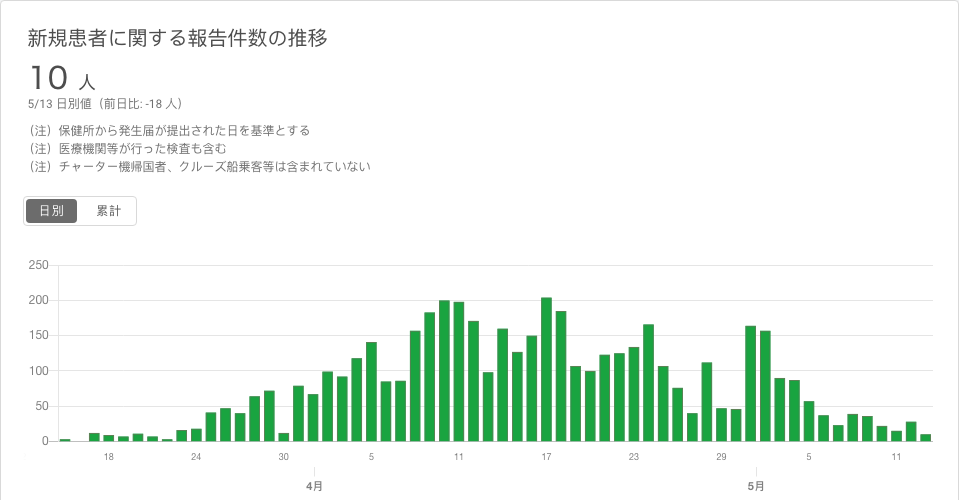 新規患者に関する報告件数の推移
10 人
5/13 日別値（前日比: -18 人）
（注）保健所から発生届が提出された日を基準とする
（注）医療機関等が行った検査も含む
（注）チャーター機帰国者、クルーズ船乗客等は含まれていない
日別 累計
250
200
150
100
50
0
18 24 30 5 11 17 23 29 5 11
4月 5月